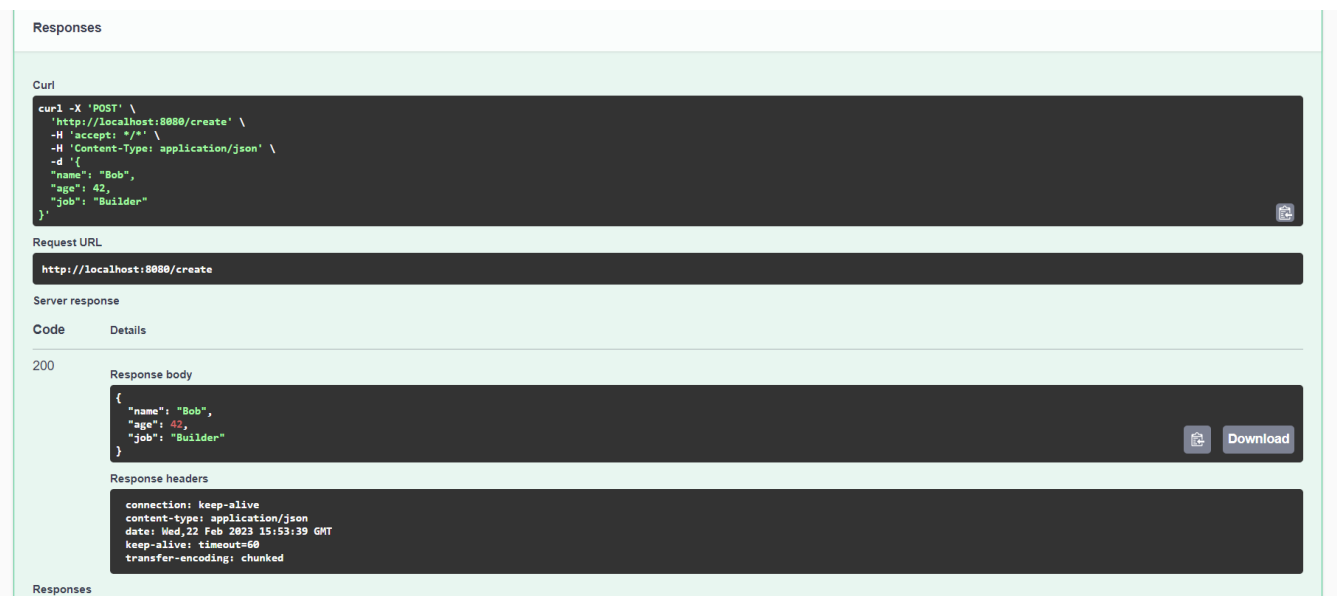 Responses
Curl
curl -X 'POST' \
  'http://localhost:8080/create' \
  -H 'accept: */*' \
  -H 'Content-Type: application/json' \
  -d '{
  "name": "Bob",
  "age": 42,
  "job": "Builder"
}'
Request URL
http://localhost:8080/create
Server response
Code Details
200
Response body
{
  "name": "Bob",
  "age": 42,
  "job": "Builder"
}
Download
Response headers
connection: keep-alive
content-type: application/json
date: Wed,22 Feb 2023 15:53:39 GMT
keep-alive: timeout=60
transfer-encoding: chunked
Responses